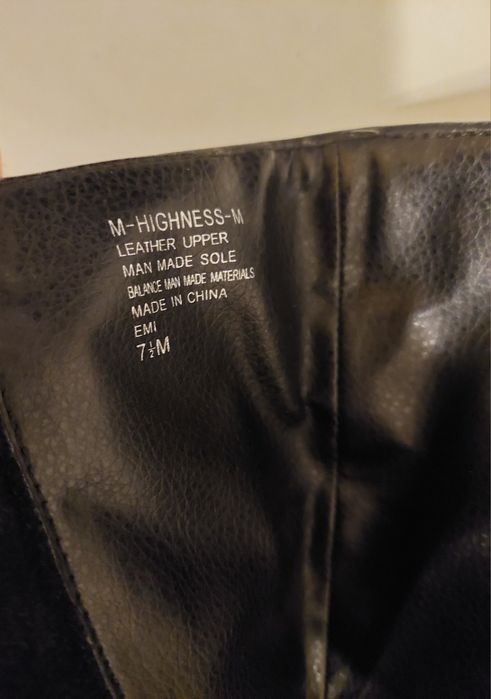 M-HIGHNESS-M
LEATHER UPPER
MAN MADE SOLE
BALANCE MAN MADE MATERIALS
MADE IN CHINA
EMI
7½M